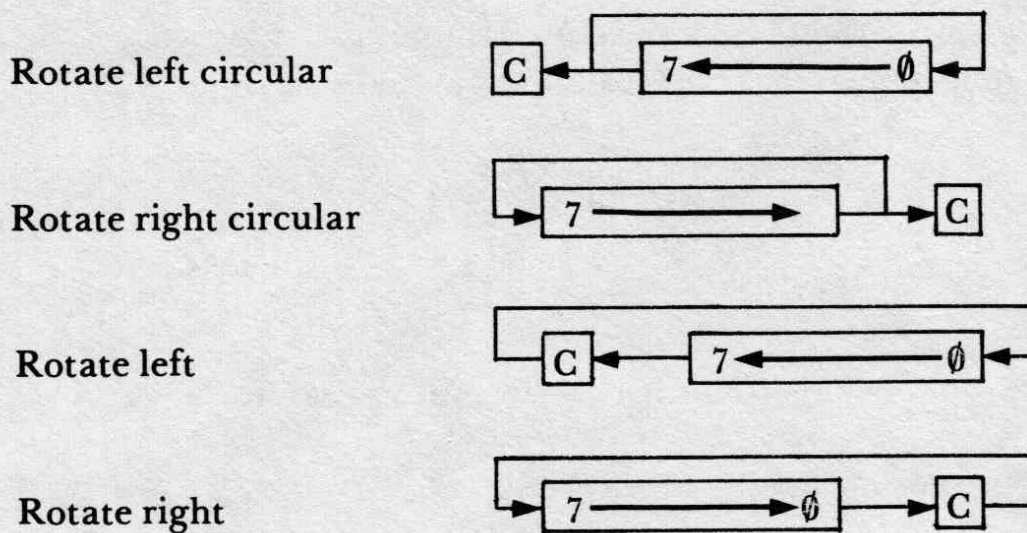 Rotate left circular C 7 Ø
Rotate right circular 7 C
Rotate left C 7 Ø
Rotate right 7 Ø C